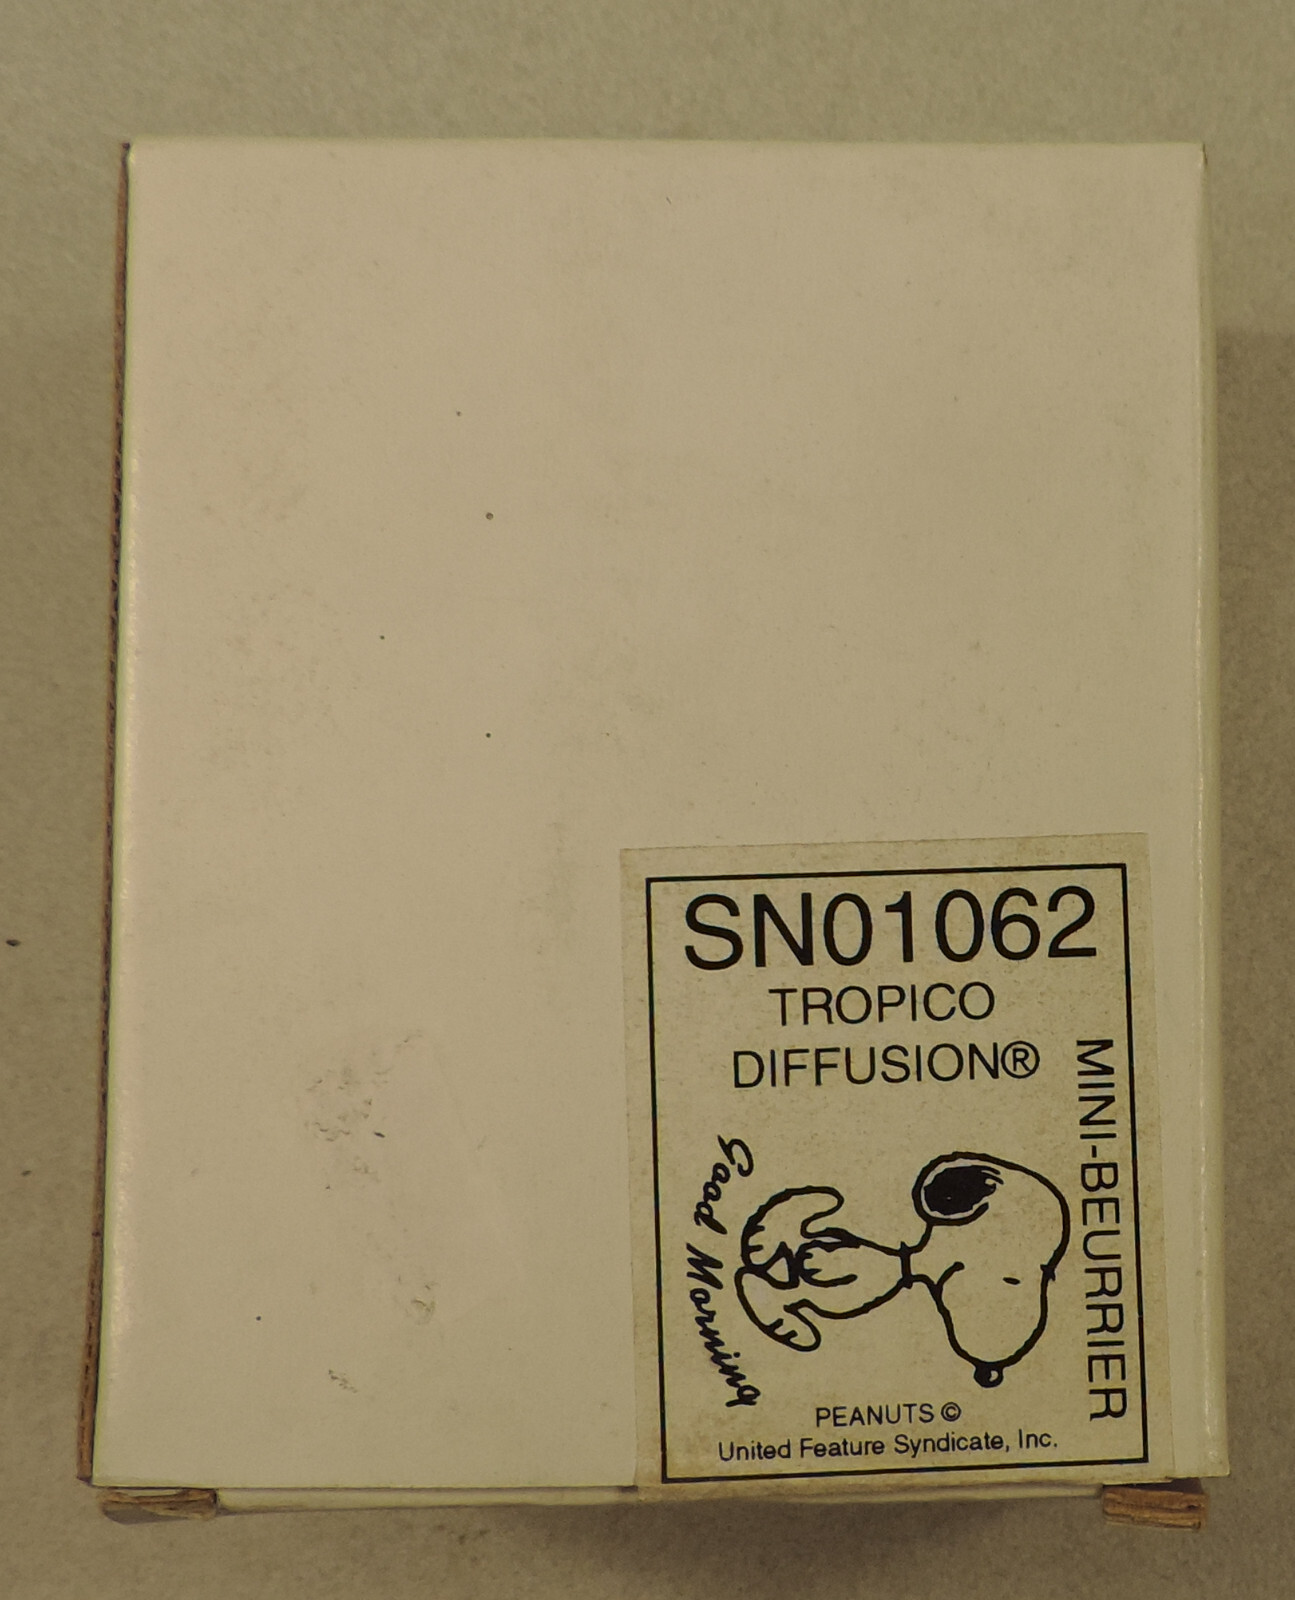 SN01062
TROPICO
DIFFUSION®
MINI-BEURRIER
Good Morning
PEANUTS ©
United Feature Syndicate, Inc.